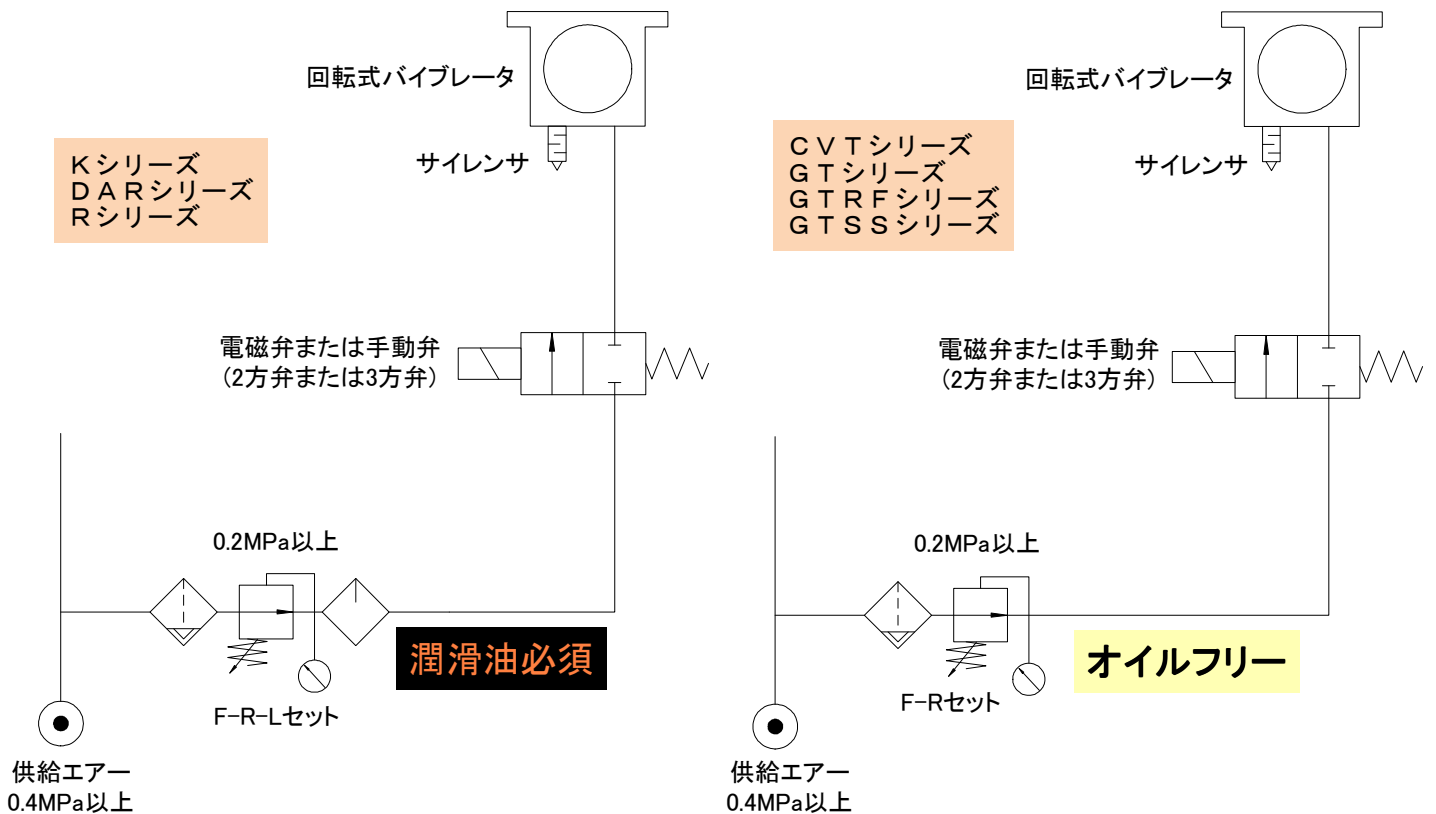 回転式バイブレータ
サイレンサ
Kシリーズ
DARシリーズ
Rシリーズ
電磁弁または手動弁
(2方弁または3方弁)
0.2MPa以上
潤滑油必須
F-R-Lセット
供給エアー
0.4MPa以上
回転式バイブレータ
サイレンサ
CVTシリーズ
GTシリーズ
GTRFシリーズ
GTSSシリーズ
電磁弁または手動弁
(2方弁または3方弁)
0.2MPa以上
オイルフリー
F-Rセット
供給エアー
0.4MPa以上